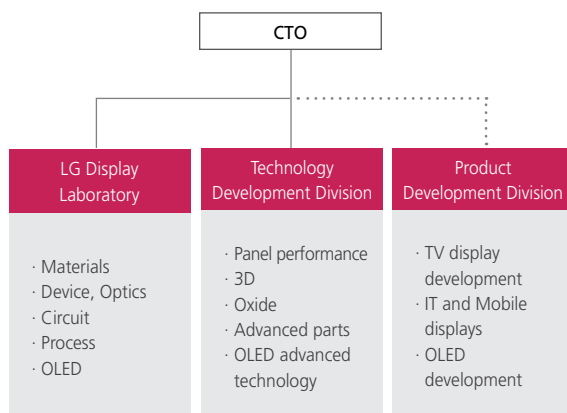 CTO
LG Display
Laboratory
· Materials
· Device, Optics
· Circuit
· Process
· OLED
Technology
Development Division
· Panel performance
· 3D
· Oxide
· Advanced parts
· OLED advanced
technology
Product
Development Division
· TV display
development
· IT and Mobile
displays
· OLED
development